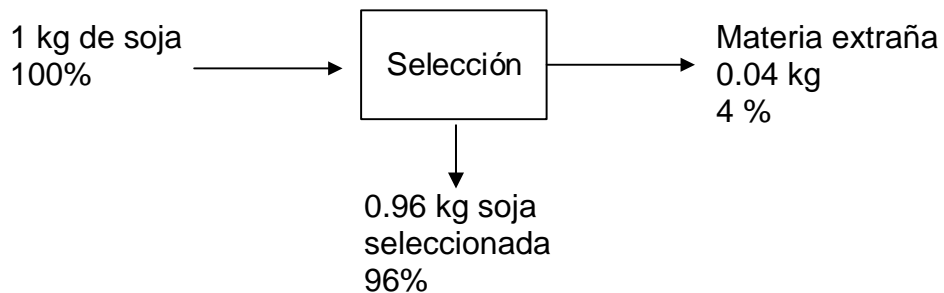 1 kg de soja
100%
Selección
Materia extraña
0.04 kg
4 %
0.96 kg soja
seleccionada
96%